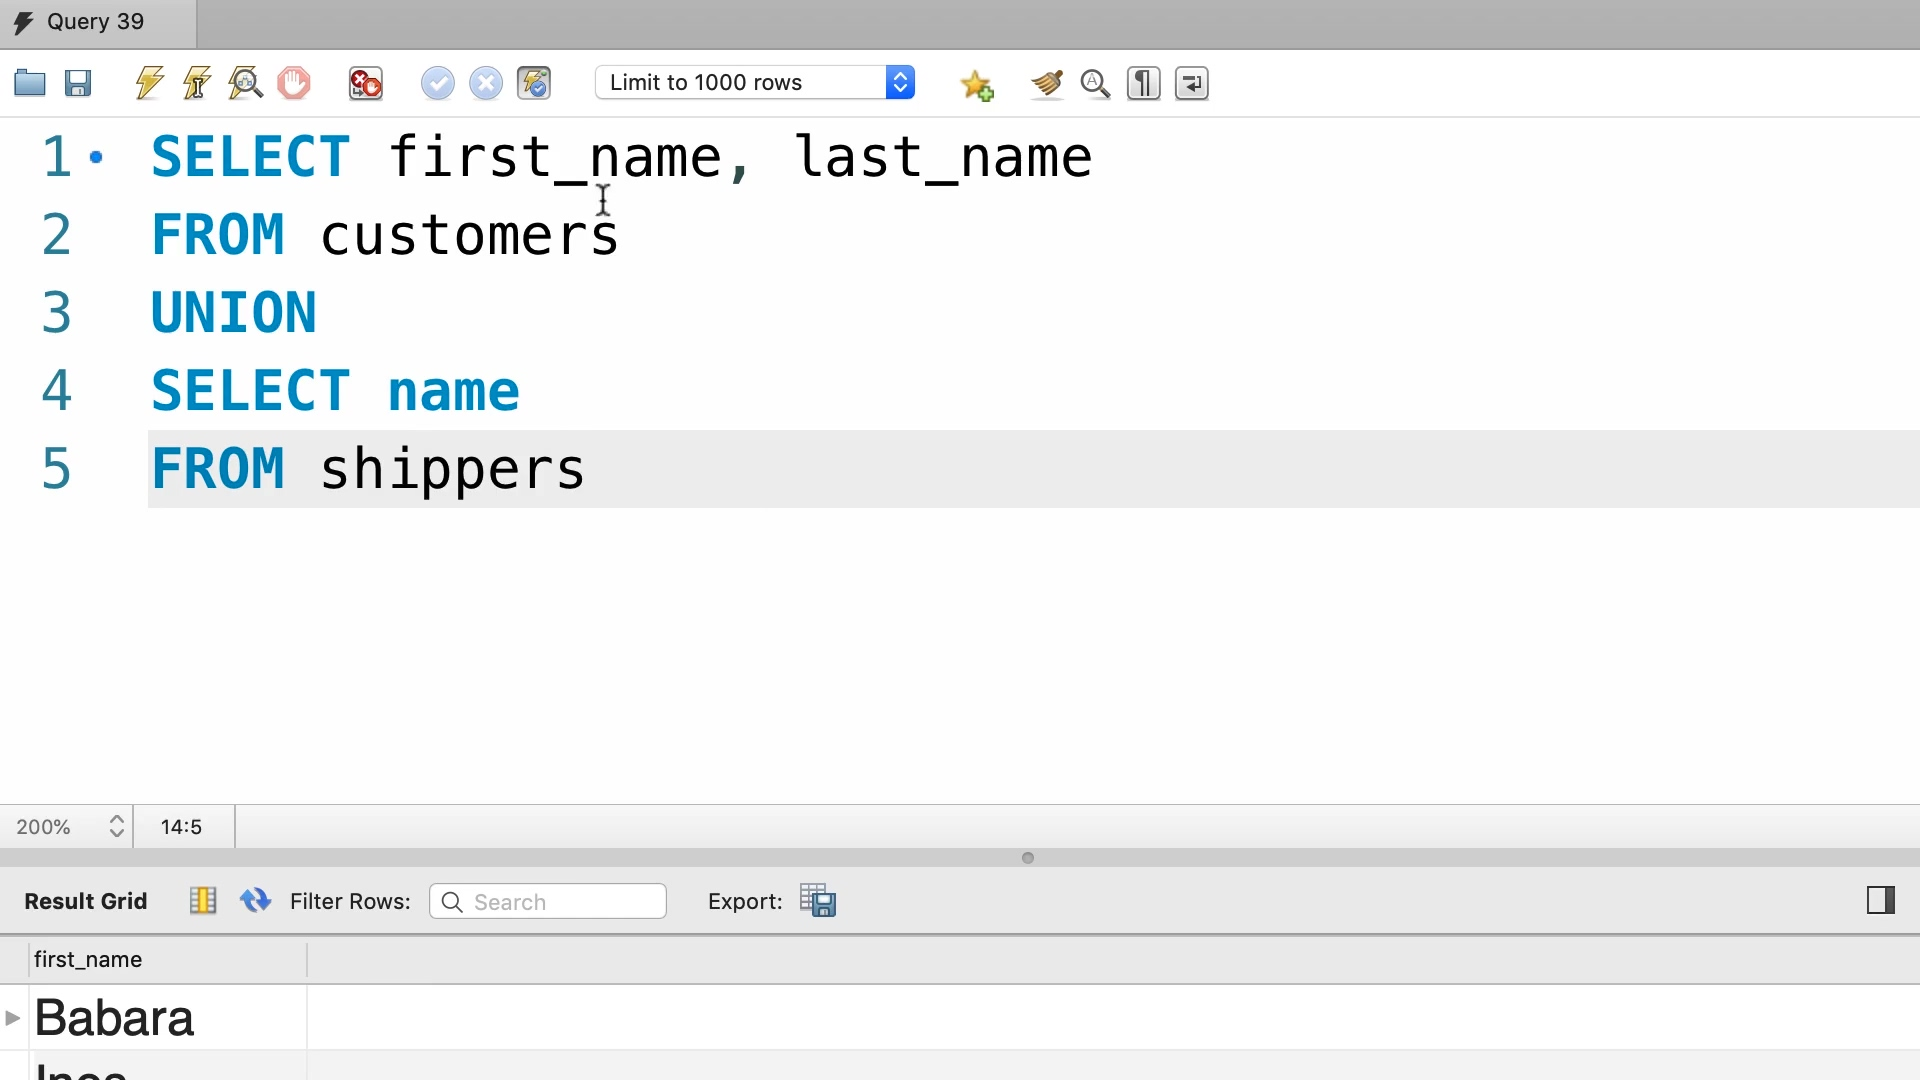 Query 39
Limit to 1000 rows
1 SELECT first_name, last_name
2 FROM customers
3 UNION
4 SELECT name
5 FROM shippers
200% 14:5
Result Grid Filter Rows: Search Export:
first_name
Babara